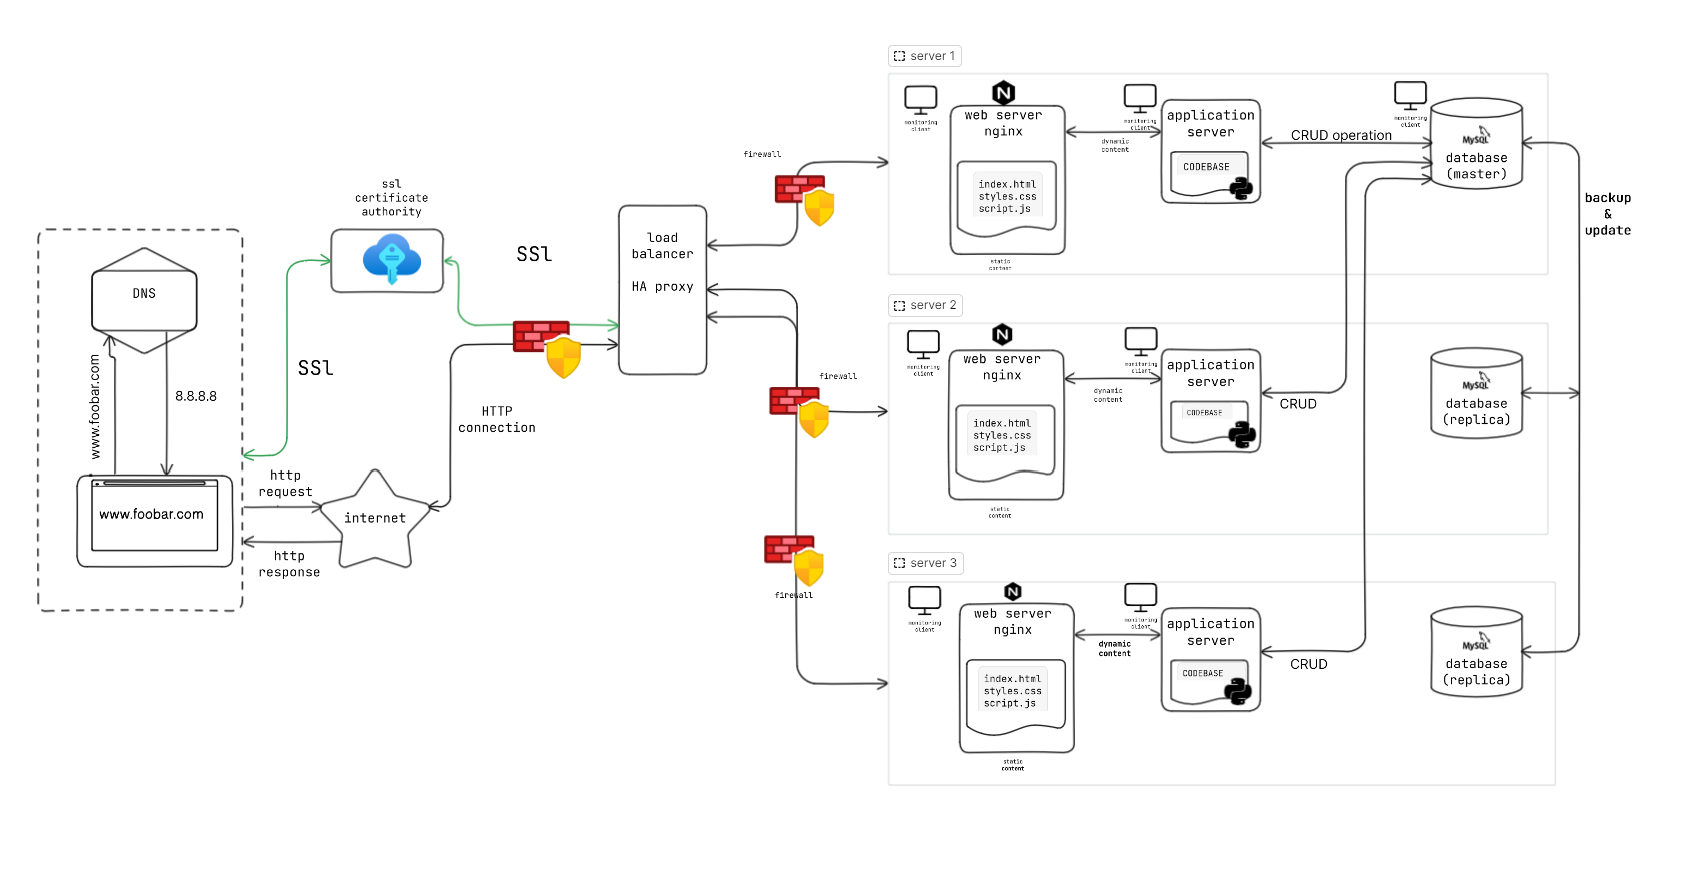 server 1
monitoring
client
web server
nginx
index.html
styles.css
script.js
static
content
monitoring
client
dynamic
content
application
server
CODEBASE
CRUD operation
monitoring
client
MySQL
database
(master)
backup
&
update
firewall
ssl
certificate
authority
SSl
load
balancer
HA proxy
DNS
www.foobar.com
8.8.8.8
SSl
HTTP
connection
http
request
www.foobar.com
internet
http
response
server 2
monitoring
client
web server
nginx
index.html
styles.css
script.js
static
content
monitoring
client
dynamic
content
application
server
CODEBASE
CRUD
MySQL
database
(replica)
firewall
firewall
server 3
monitoring
client
web server
nginx
index.html
styles.css
script.js
static
content
monitoring
client
dynamic
content
application
server
CODEBASE
CRUD
MySQL
database
(replica)